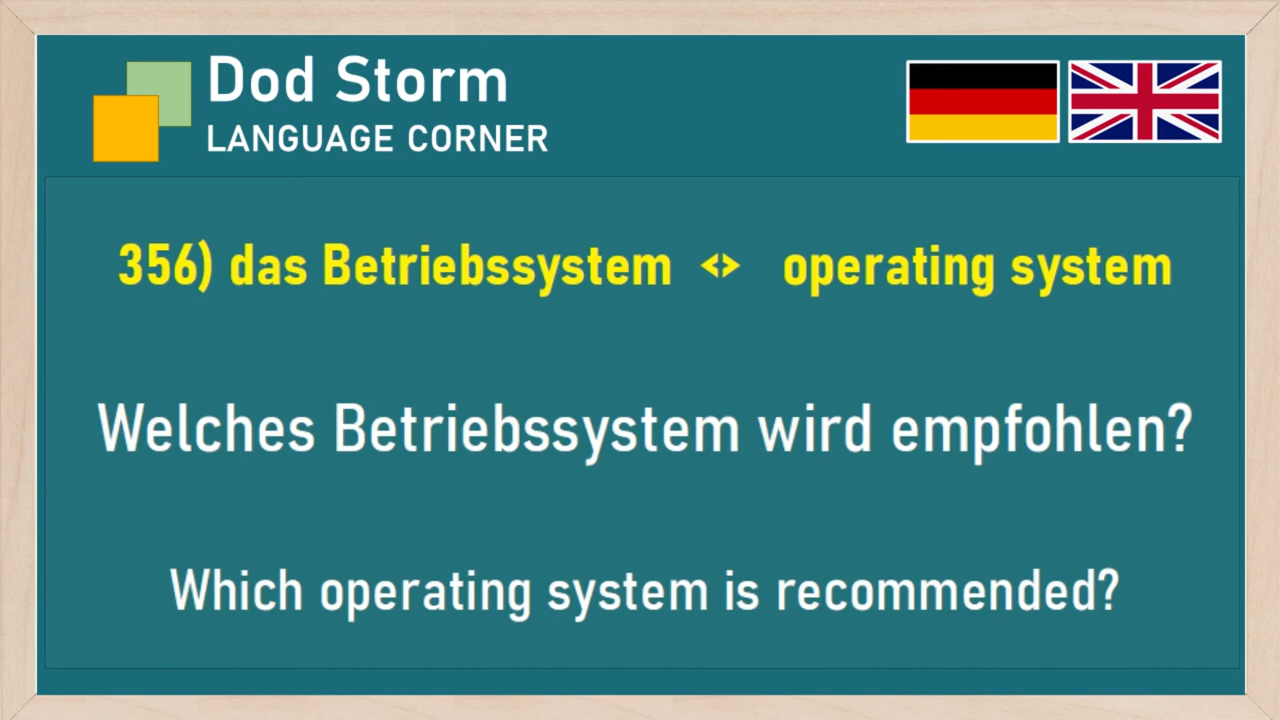 Dod Storm
LANGUAGE CORNER
356) das Betriebssystem <> operating system
Welches Betriebssystem wird empfohlen?
Which operating system is recommended?